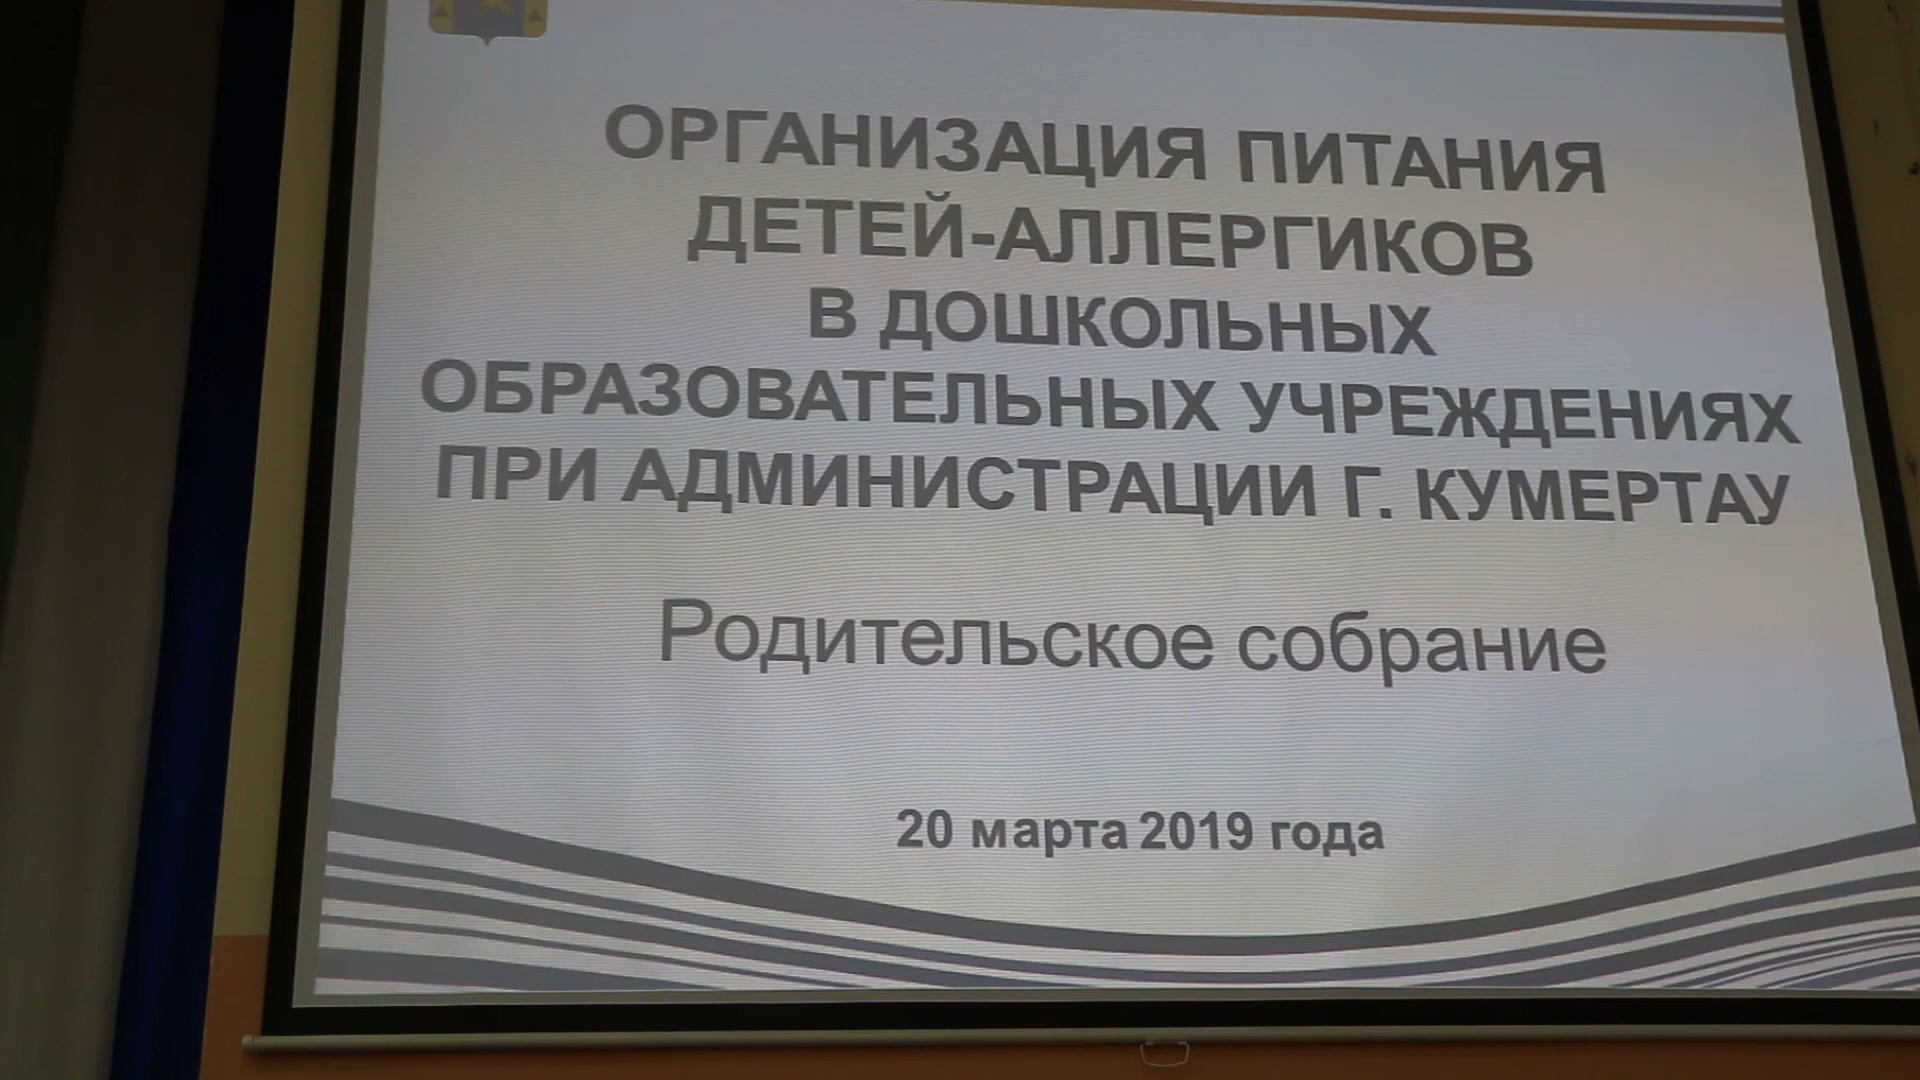 ОРГАНИЗАЦИЯ ПИТАНИЯ
ДЕТЕЙ-АЛЛЕРГИКОВ
В ДОШКОЛЬНЫХ
ОБРАЗОВАТЕЛЬНЫХ УЧРЕЖДЕНИЯХ
ПРИ АДМИНИСТРАЦИИ Г. КУМЕРТАУ
Родительское собрание
20 марта 2019 года